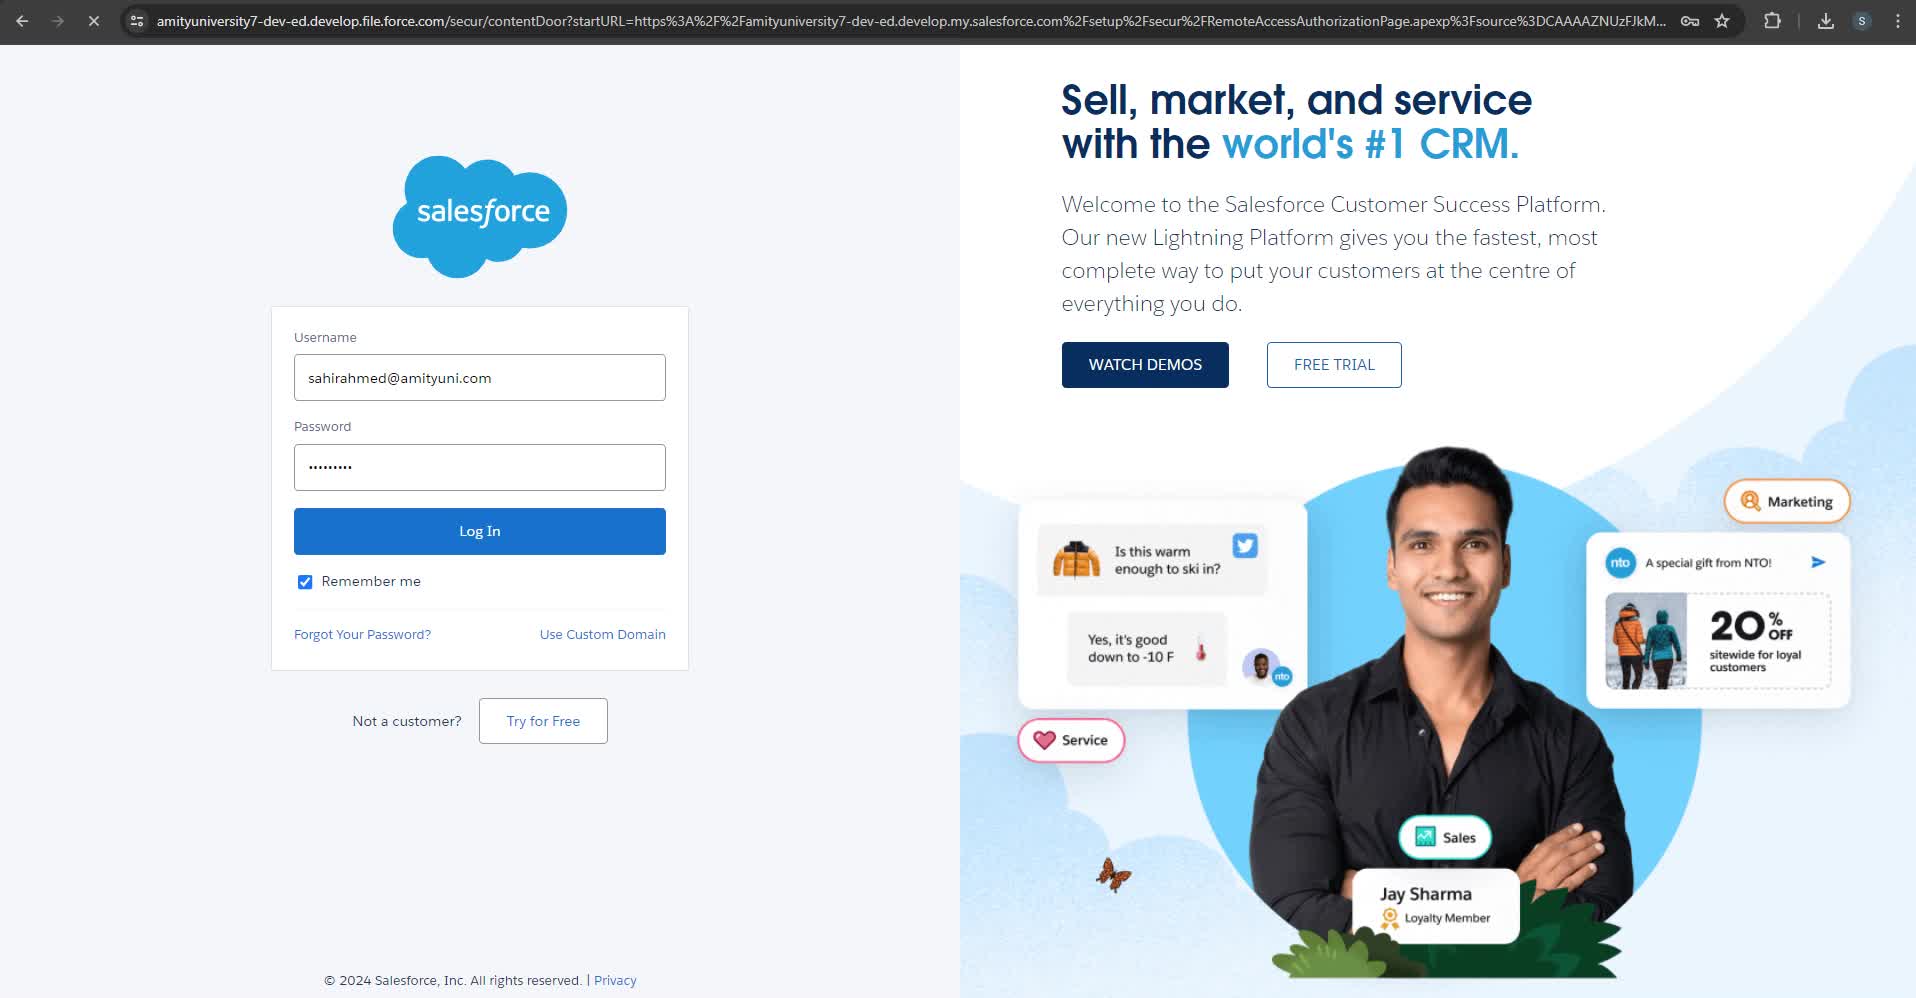 amityuniversity7-dev-ed.develop.file.force.com/secur/contentDoor?startURL=https%3A%2F%2Famityuniversity7-dev-ed.develop.my.salesforce.com%2Fsetup%2Fsecur%2FRemoteAccessAuthorizationPage.apexp%3Fsource%3DCAAAAZNUzFJkM...
S
salesforce
Username
sahirahmed@amityuni.com
Password
•••••••••
Log In
Remember me
Forgot Your Password?
Use Custom Domain
Not a customer?
Try for Free
© 2024 Salesforce, Inc. All rights reserved. | Privacy
Sell, market, and service
with the world's #1 CRM.
Welcome to the Salesforce Customer Success Platform.
Our new Lightning Platform gives you the fastest, most
complete way to put your customers at the centre of
everything you do.
WATCH DEMOS
FREE TRIAL
Is this warm
enough to ski in?
Yes, it's good
down to -10 F
nto
Service
Marketing
nto
A special gift from NTO!
20% OFF
sitewide for loyal
customers
Sales
Jay Sharma
Loyalty Member